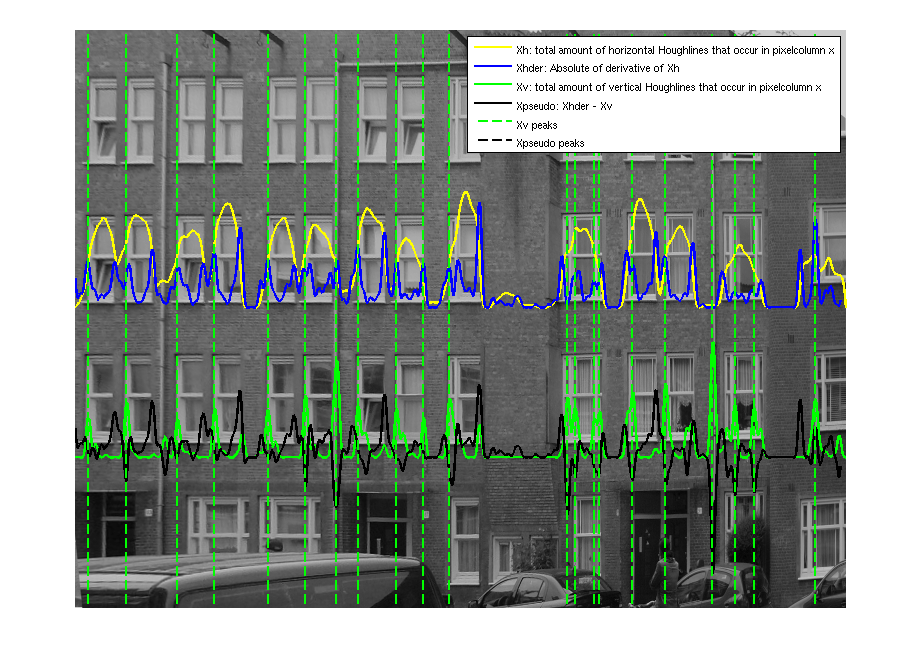 Xh: total amount of horizontal Houghlines that occur in pixelcolumn x
Xhder: Absolute of derivative of Xh
Xv: total amount of vertical Houghlines that occur in pixelcolumn x
Xpseudo: Xhder - Xv
Xv peaks
Xpseudo peaks